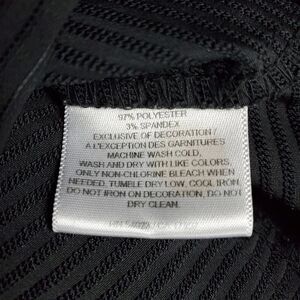 97% POLYESTER
3% SPANDEX
EXCLUSIVE OF DECORATION /
A L'EXCEPTION DES GARNITURES
MACHINE WASH COLD,
WASH AND DRY WITH LIKE COLORS,
ONLY NON-CHLORINE BLEACH WHEN
NEEDED, TUMBLE DRY LOW, COOL IRON,
DO NOT IRON ON DECORATION, DO NOT
DRY CLEAN.